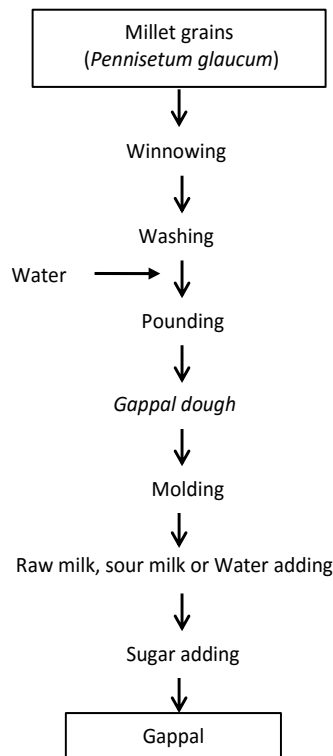 Millet grains
(Pennisetum glaucum)
Winnowing
Washing
Water
Pounding
Gappal dough
Molding
Raw milk, sour milk or Water adding
Sugar adding
Gappal